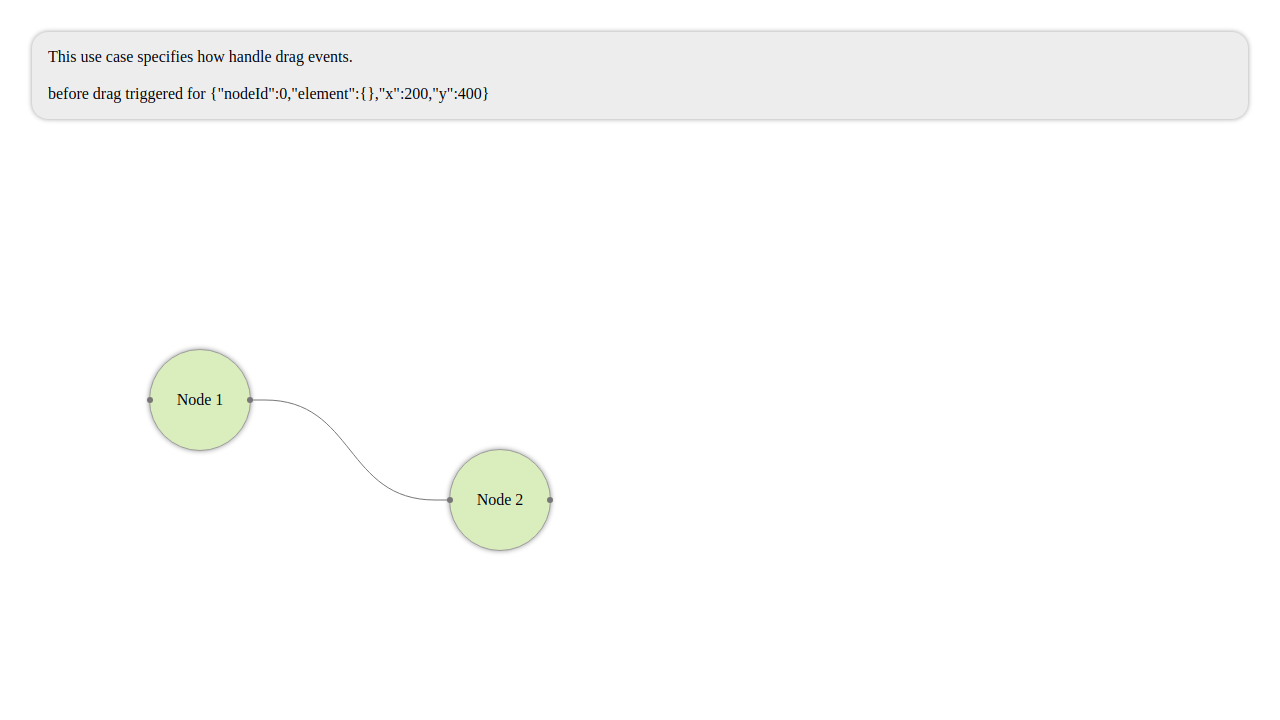 This use case specifies how handle drag events.
before drag triggered for {"nodeId":0,"element":{},"x":200,"y":400}
Node 1
Node 2